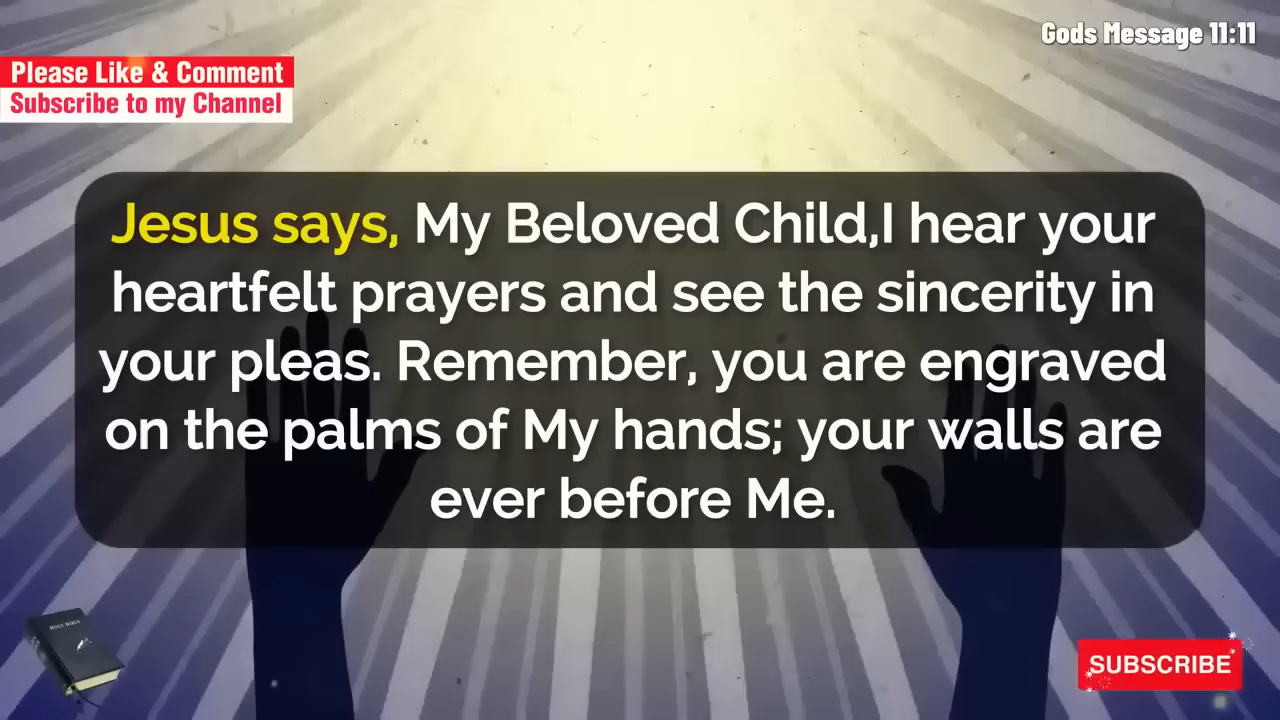 Gods Message 11:11
Please Like & Comment
Subscribe to my Channel
Jesus says, My Beloved Child,I hear your
heartfelt prayers and see the sincerity in
your pleas. Remember, you are engraved
on the palms of My hands; your walls are
ever before Me.
HOLY BIBLE
SUBSCRIBE